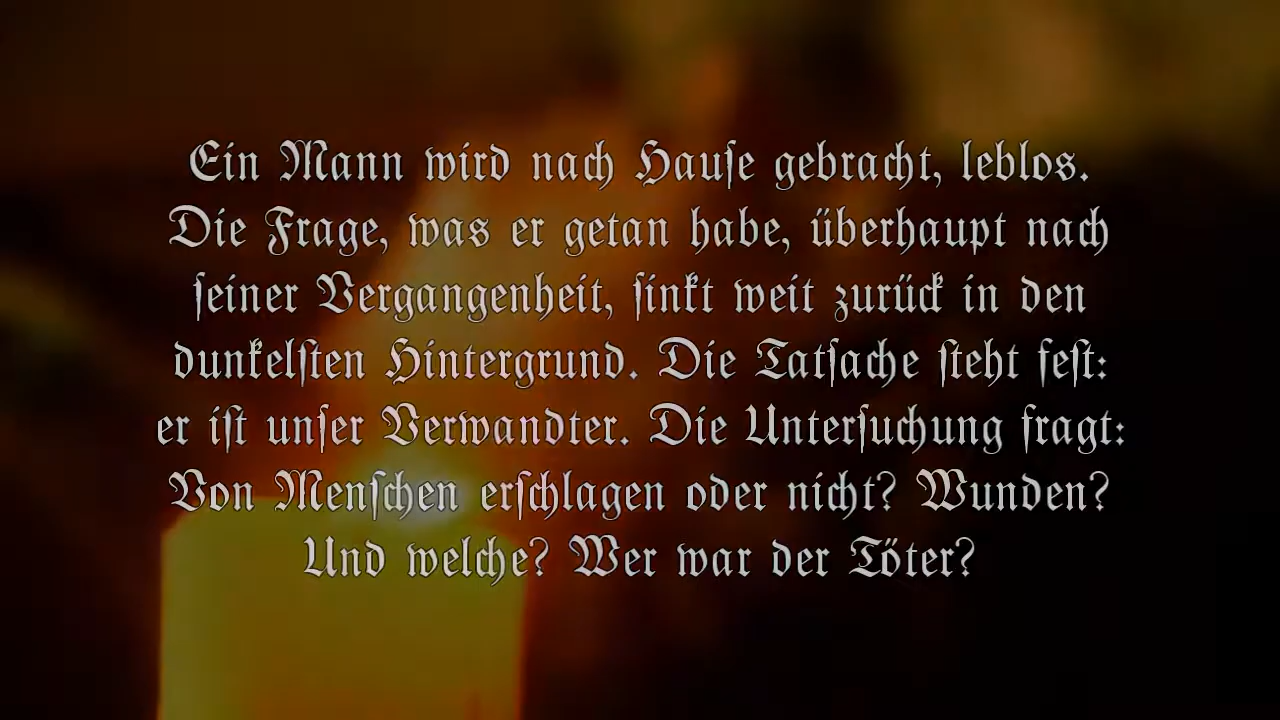 Ein Mann wird nach Hauſe gebracht, leblos.
Die Frage, was er getan habe, überhaupt nach
ſeiner Vergangenheit, ſinkt weit zurück in den
dunkelſten Hintergrund. Die Tatſache ſteht feſt:
er iſt unſer Verwandter. Die Unterſuchung fragt:
Von Menſchen erſchlagen oder nicht? Wunden?
Und welche? Wer war der Töter?